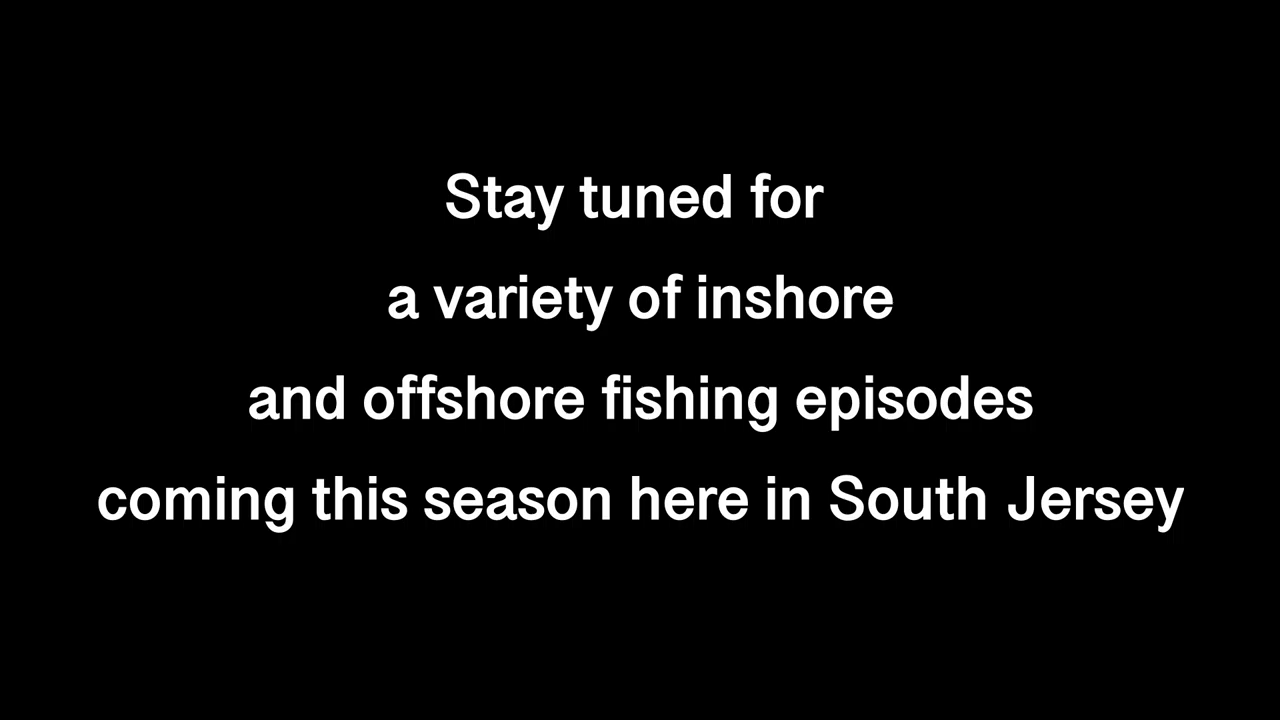 Stay tuned for
a variety of inshore
and offshore fishing episodes
coming this season here in South Jersey